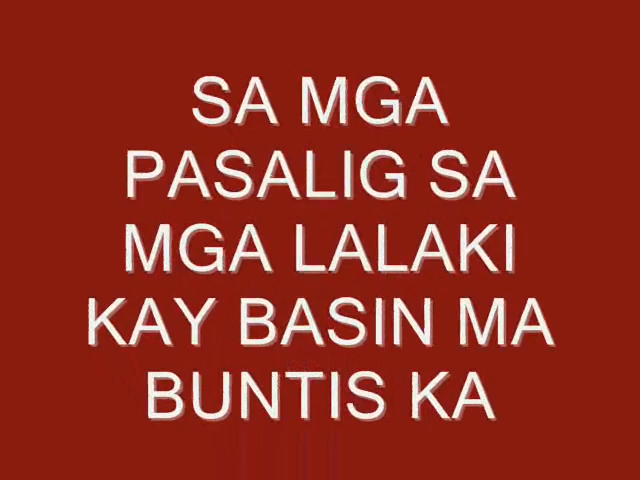 SA MGA
PASALIG SA
MGA LALAKI
KAY BASIN MA
BUNTIS KA